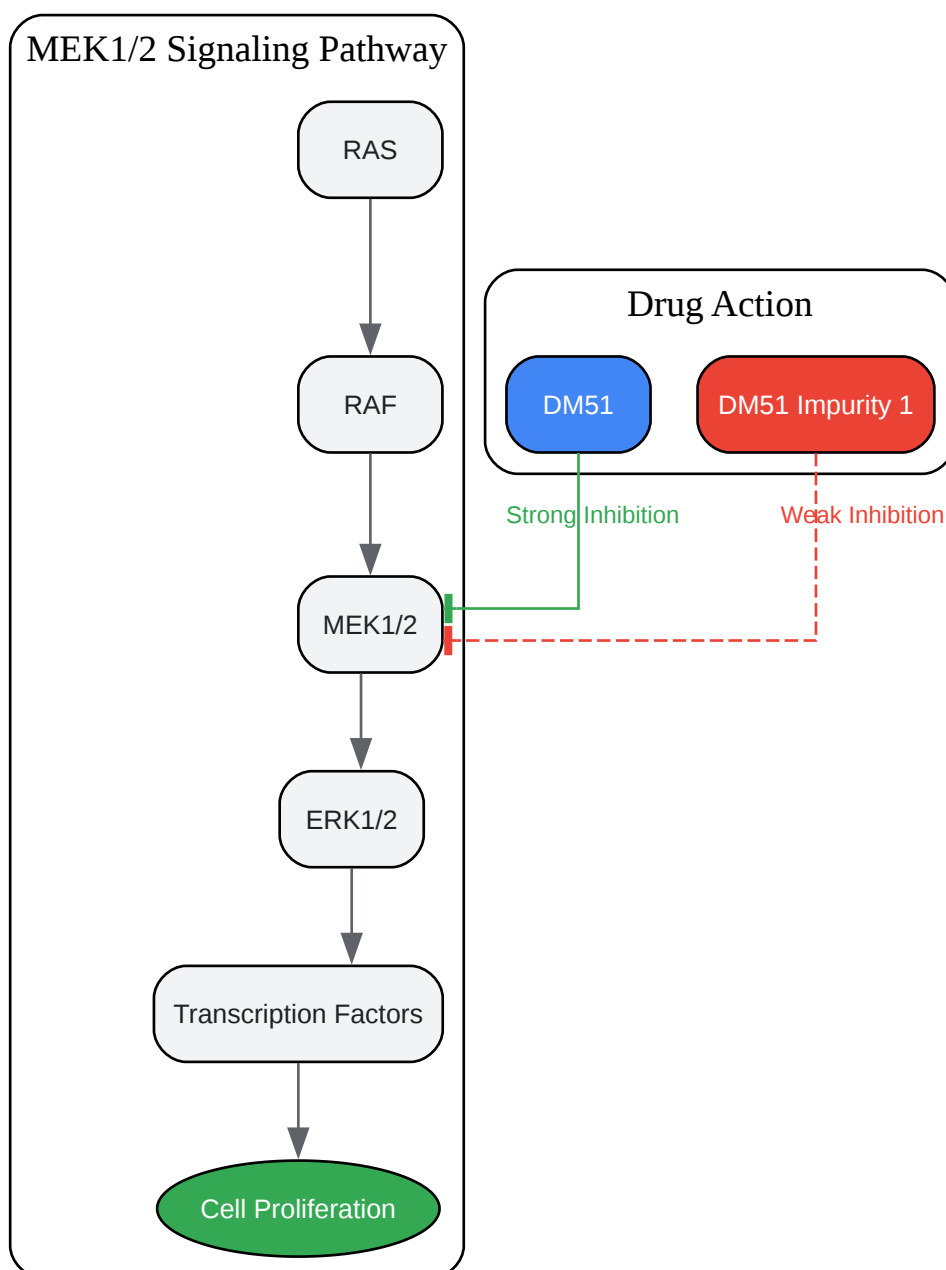 MEK1/2 Signaling Pathway
RAS
Drug Action
RAF
DM51
DM51 Impurity 1
Strong Inhibition
Weak Inhibition
MEK1/2
ERK1/2
Transcription Factors
Cell Proliferation